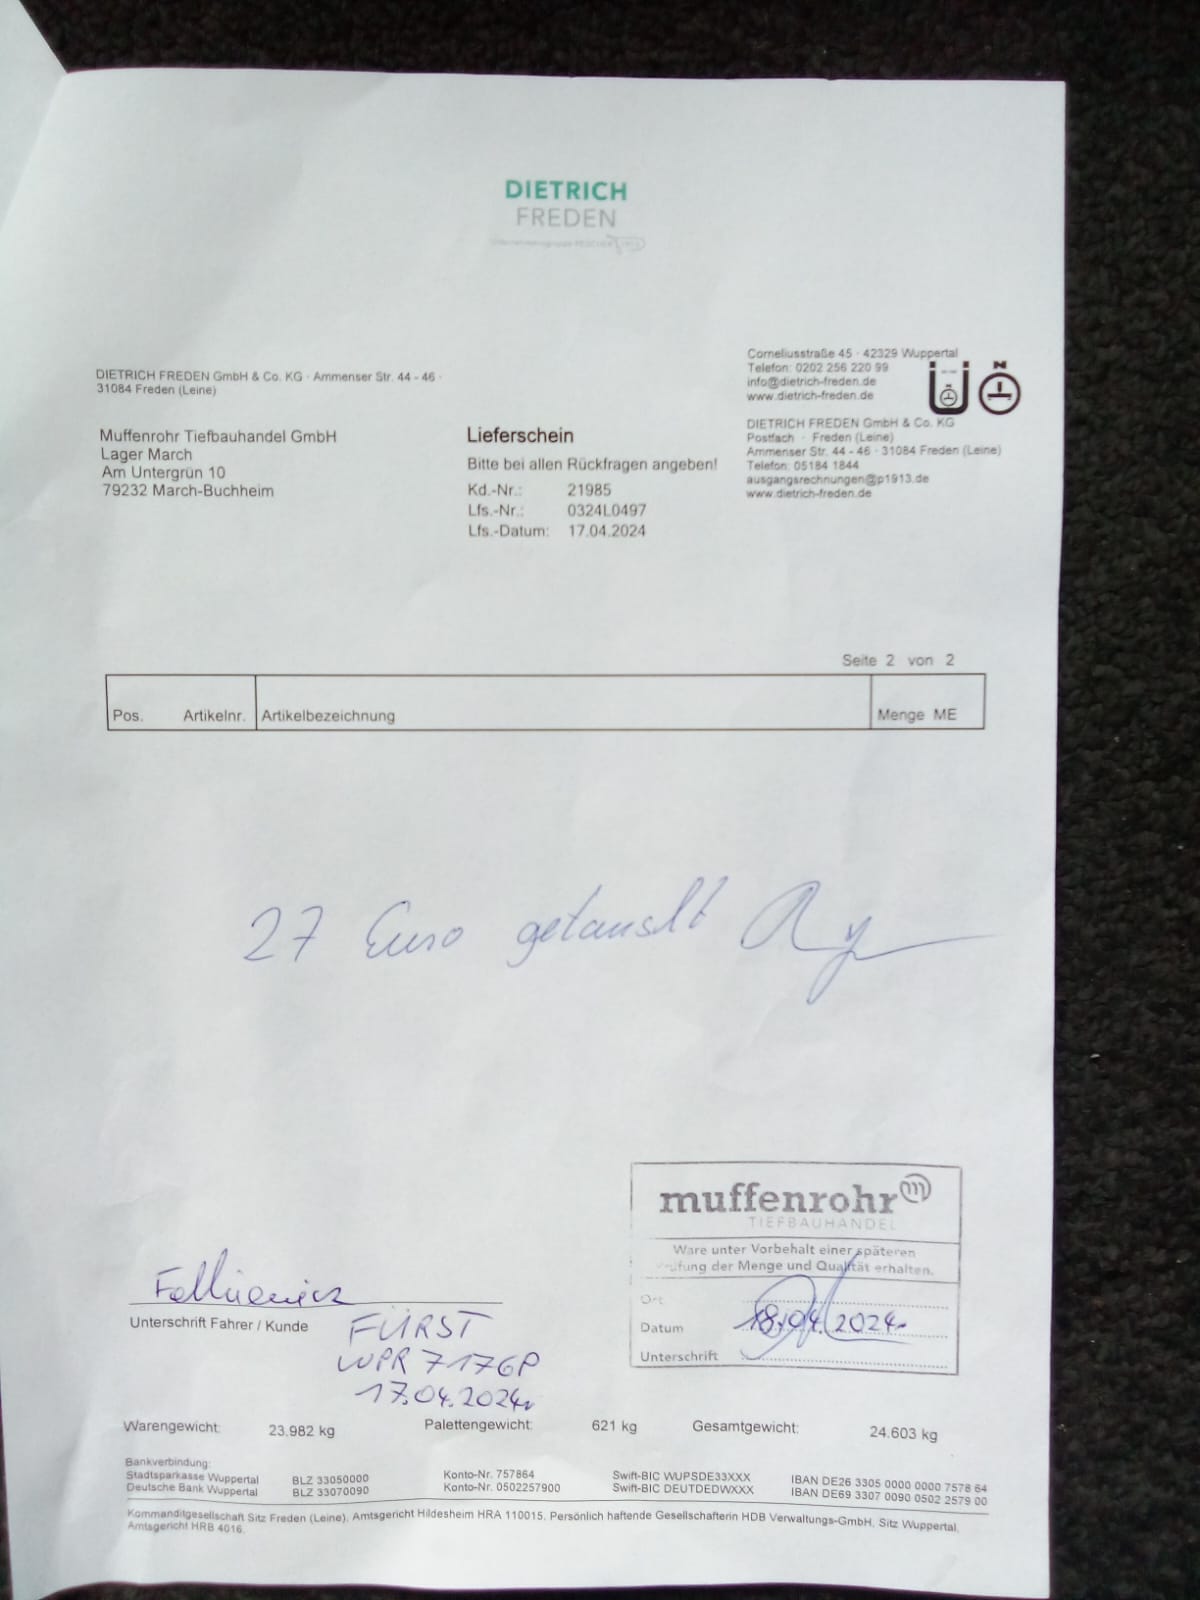 DIETRICH
FREDEN
Unternehmensgruppe FISCHER 1913
Corneliusstraße 45 · 42329 Wuppertal
Telefon: 0202 256 220 99
info@dietrich-freden.de
www.dietrich-freden.de
DIETRICH FREDEN GmbH & Co. KG · Ammenser Str. 44 - 46 ·
31084 Freden (Leine)
DIETRICH FREDEN GmbH & Co. KG
Postfach · Freden (Leine)
Ammenser Str. 44 - 46 · 31084 Freden (Leine)
Telefon: 05184 1844
ausgangsrechnungen@p1913.de
www.dietrich-freden.de
Muffenrohr Tiefbauhandel GmbH
Lager March
Am Untergrün 10
79232 March-Buchheim
Lieferschein
Bitte bei allen Rückfragen angeben!
Kd.-Nr.: 21985
Lfs.-Nr.: 0324L0497
Lfs.-Datum: 17.04.2024
Seite 2 von 2
Pos. Artikelnr. Artikelbezeichnung Menge ME
27 Euro getauscht
muffenrohr
TIEFBAUHANDEL
Ware unter Vorbehalt einer späteren
Prüfung der Menge und Qualität erhalten.
Ort
Datum 18.04.2024
Unterschrift
Unterschrift Fahrer / Kunde
FÜRST
WPR 7176P
17.04.2024
Warengewicht: 23.982 kg Palettengewicht: 621 kg Gesamtgewicht: 24.603 kg
Bankverbindung:
Stadtsparkasse Wuppertal BLZ 33050000 Konto-Nr. 757864 Swift-BIC WUPSDE33XXX IBAN DE26 3305 0000 0000 7578 64
Deutsche Bank Wuppertal BLZ 33070090 Konto-Nr. 0502257900 Swift-BIC DEUTDEDWXXX IBAN DE69 3307 0090 0502 2579 00
Kommanditgesellschaft Sitz Freden (Leine), Amtsgericht Hildesheim HRA 110015. Persönlich haftende Gesellschafterin HDB Verwaltungs-GmbH, Sitz Wuppertal,
Amtsgericht HRB 4016.